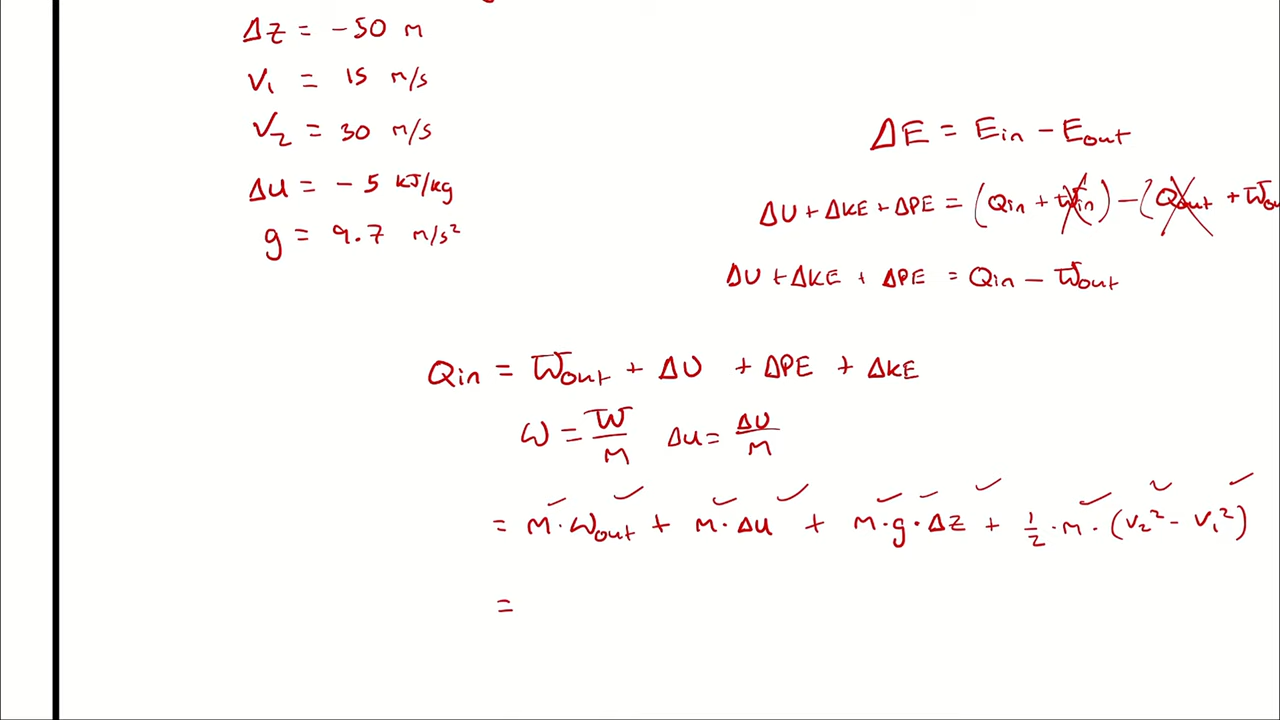 ΔZ = -50 m
V₁ = 15 m/s
V₂ = 30 m/s
Δu = -5 kJ/kg
g = 9.7 m/s²
ΔE = Ein - Eout
ΔU + ΔKE + ΔPE = (Qin + Win) - (Qout + Wou
ΔU + ΔKE + ΔPE = Qin - Wout
Qin = Wout + ΔU + ΔPE + ΔKE
w = W/m Δu = ΔU/m
= m·wout + m·Δu + m·g·Δz + 1/2·m·(V₂² - V₁²)
=